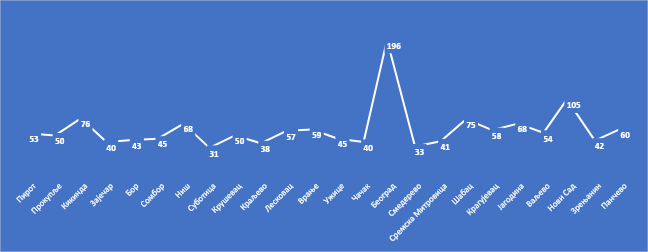 53
50
76
40
43
45
68
31
50
38
57
59
45
40
196
33
41
75
58
68
54
105
42
60
Пирот
Прокупље
Кикинда
Зајечар
Бор
Сомбор
Ниш
Суботица
Крушевац
Краљево
Лесковац
Врање
Ужице
Чачак
Београд
Смедерево
Сремска Митровица
Шабац
Крагујевац
Јагодина
Ваљево
Нови Сад
Зрењанин
Панчево